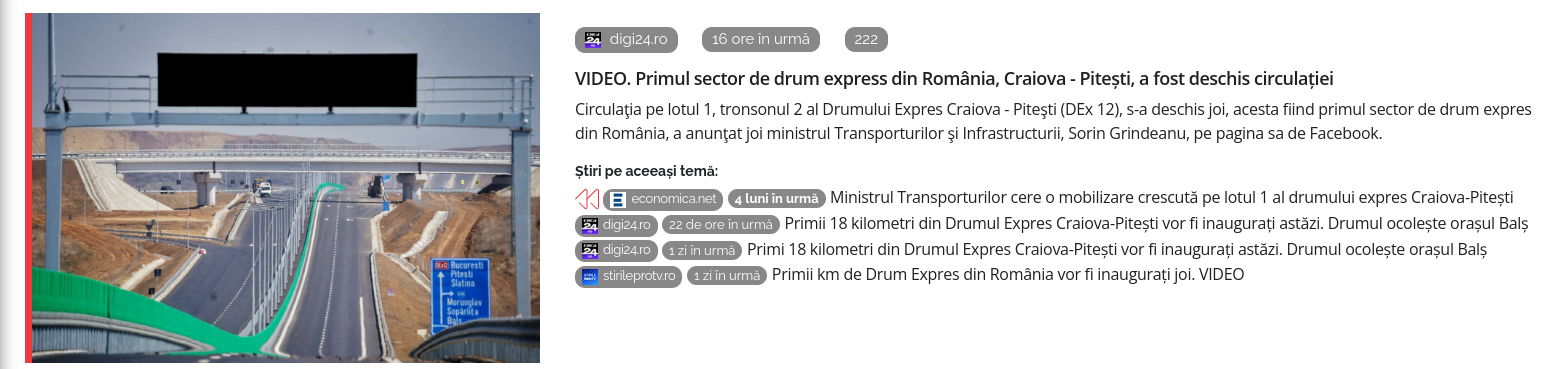 digi24.ro 16 ore în urmă 222
VIDEO. Primul sector de drum express din România, Craiova - Pitești, a fost deschis circulației
Circulaţia pe lotul 1, tronsonul 2 al Drumului Expres Craiova - Piteşti (DEx 12), s-a deschis joi, acesta fiind primul sector de drum expres
din România, a anunţat joi ministrul Transporturilor şi Infrastructurii, Sorin Grindeanu, pe pagina sa de Facebook.
Știri pe aceeași temă:
economica.net 4 luni în urmă Ministrul Transporturilor cere o mobilizare crescută pe lotul 1 al drumului expres Craiova-Pitești
digi24.ro 22 de ore în urmă Primii 18 kilometri din Drumul Expres Craiova-Pitești vor fi inaugurați astăzi. Drumul ocolește orașul Balș
digi24.ro 1 zi în urmă Primi 18 kilometri din Drumul Expres Craiova-Pitești vor fi inaugurați astăzi. Drumul ocolește orașul Balș
stirileprotv.ro 1 zi în urmă Primii km de Drum Expres din România vor fi inaugurați joi. VIDEO
București
Pitești
Slatina
Morunglav
Sopârlița
Balș